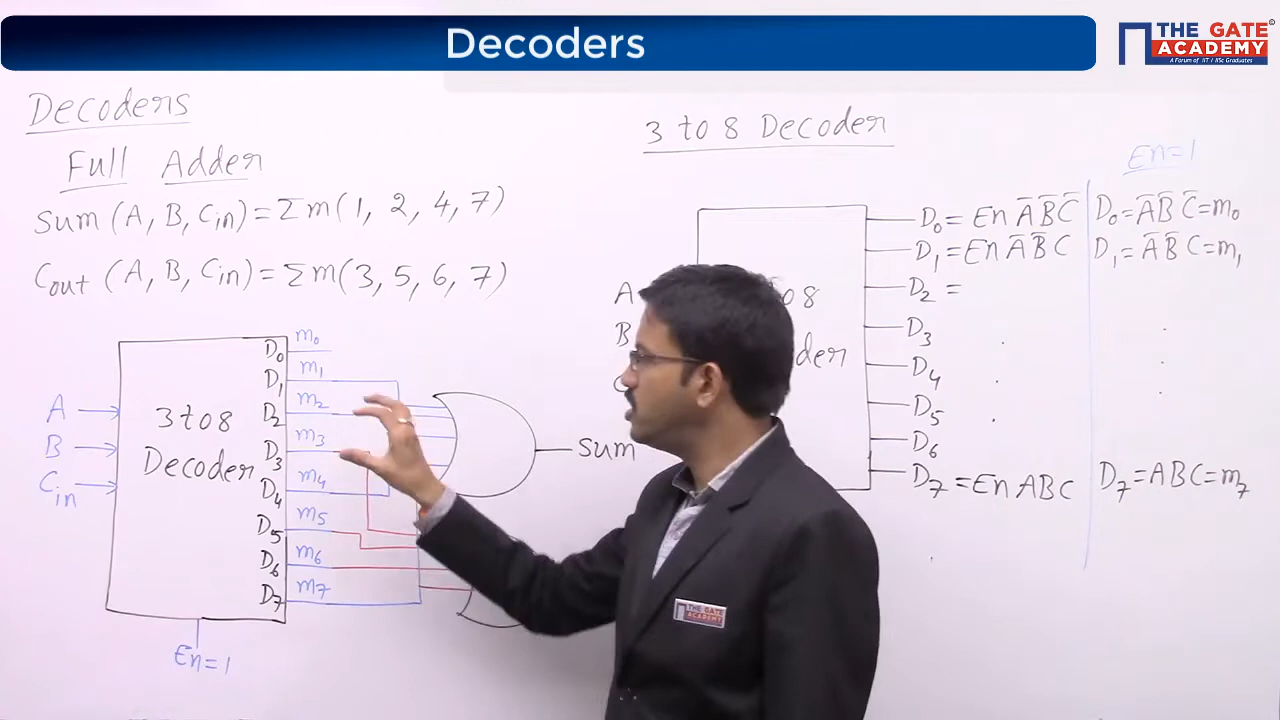 Decoders
THE GATE ACADEMY
A Forum of IIT / IISc Graduates
Decoders
Full Adder
Sum (A, B, Cin) = Σm(1, 2, 4, 7)
Cout (A, B, Cin) = Σm(3, 5, 6, 7)
A
B
Cin
3 to 8
Decoder
D₀ m₀
D₁ m₁
D₂ m₂
D₃ m₃
D₄ m₄
D₅ m₅
D₆ m₆
D₇ m₇
En=1
Sum
3 to 8 Decoder
En=1
A
B
D₀ = En A̅ B̅ C̅ D₀ = A̅ B̅ C̅ = m₀
D₁ = En A̅ B̅ C D₁ = A̅ B̅ C = m₁
D₂ =
D₃
D₄
D₅
D₆
D₇ = En ABC D₇ = ABC = m₇
THE GATE ACADEMY